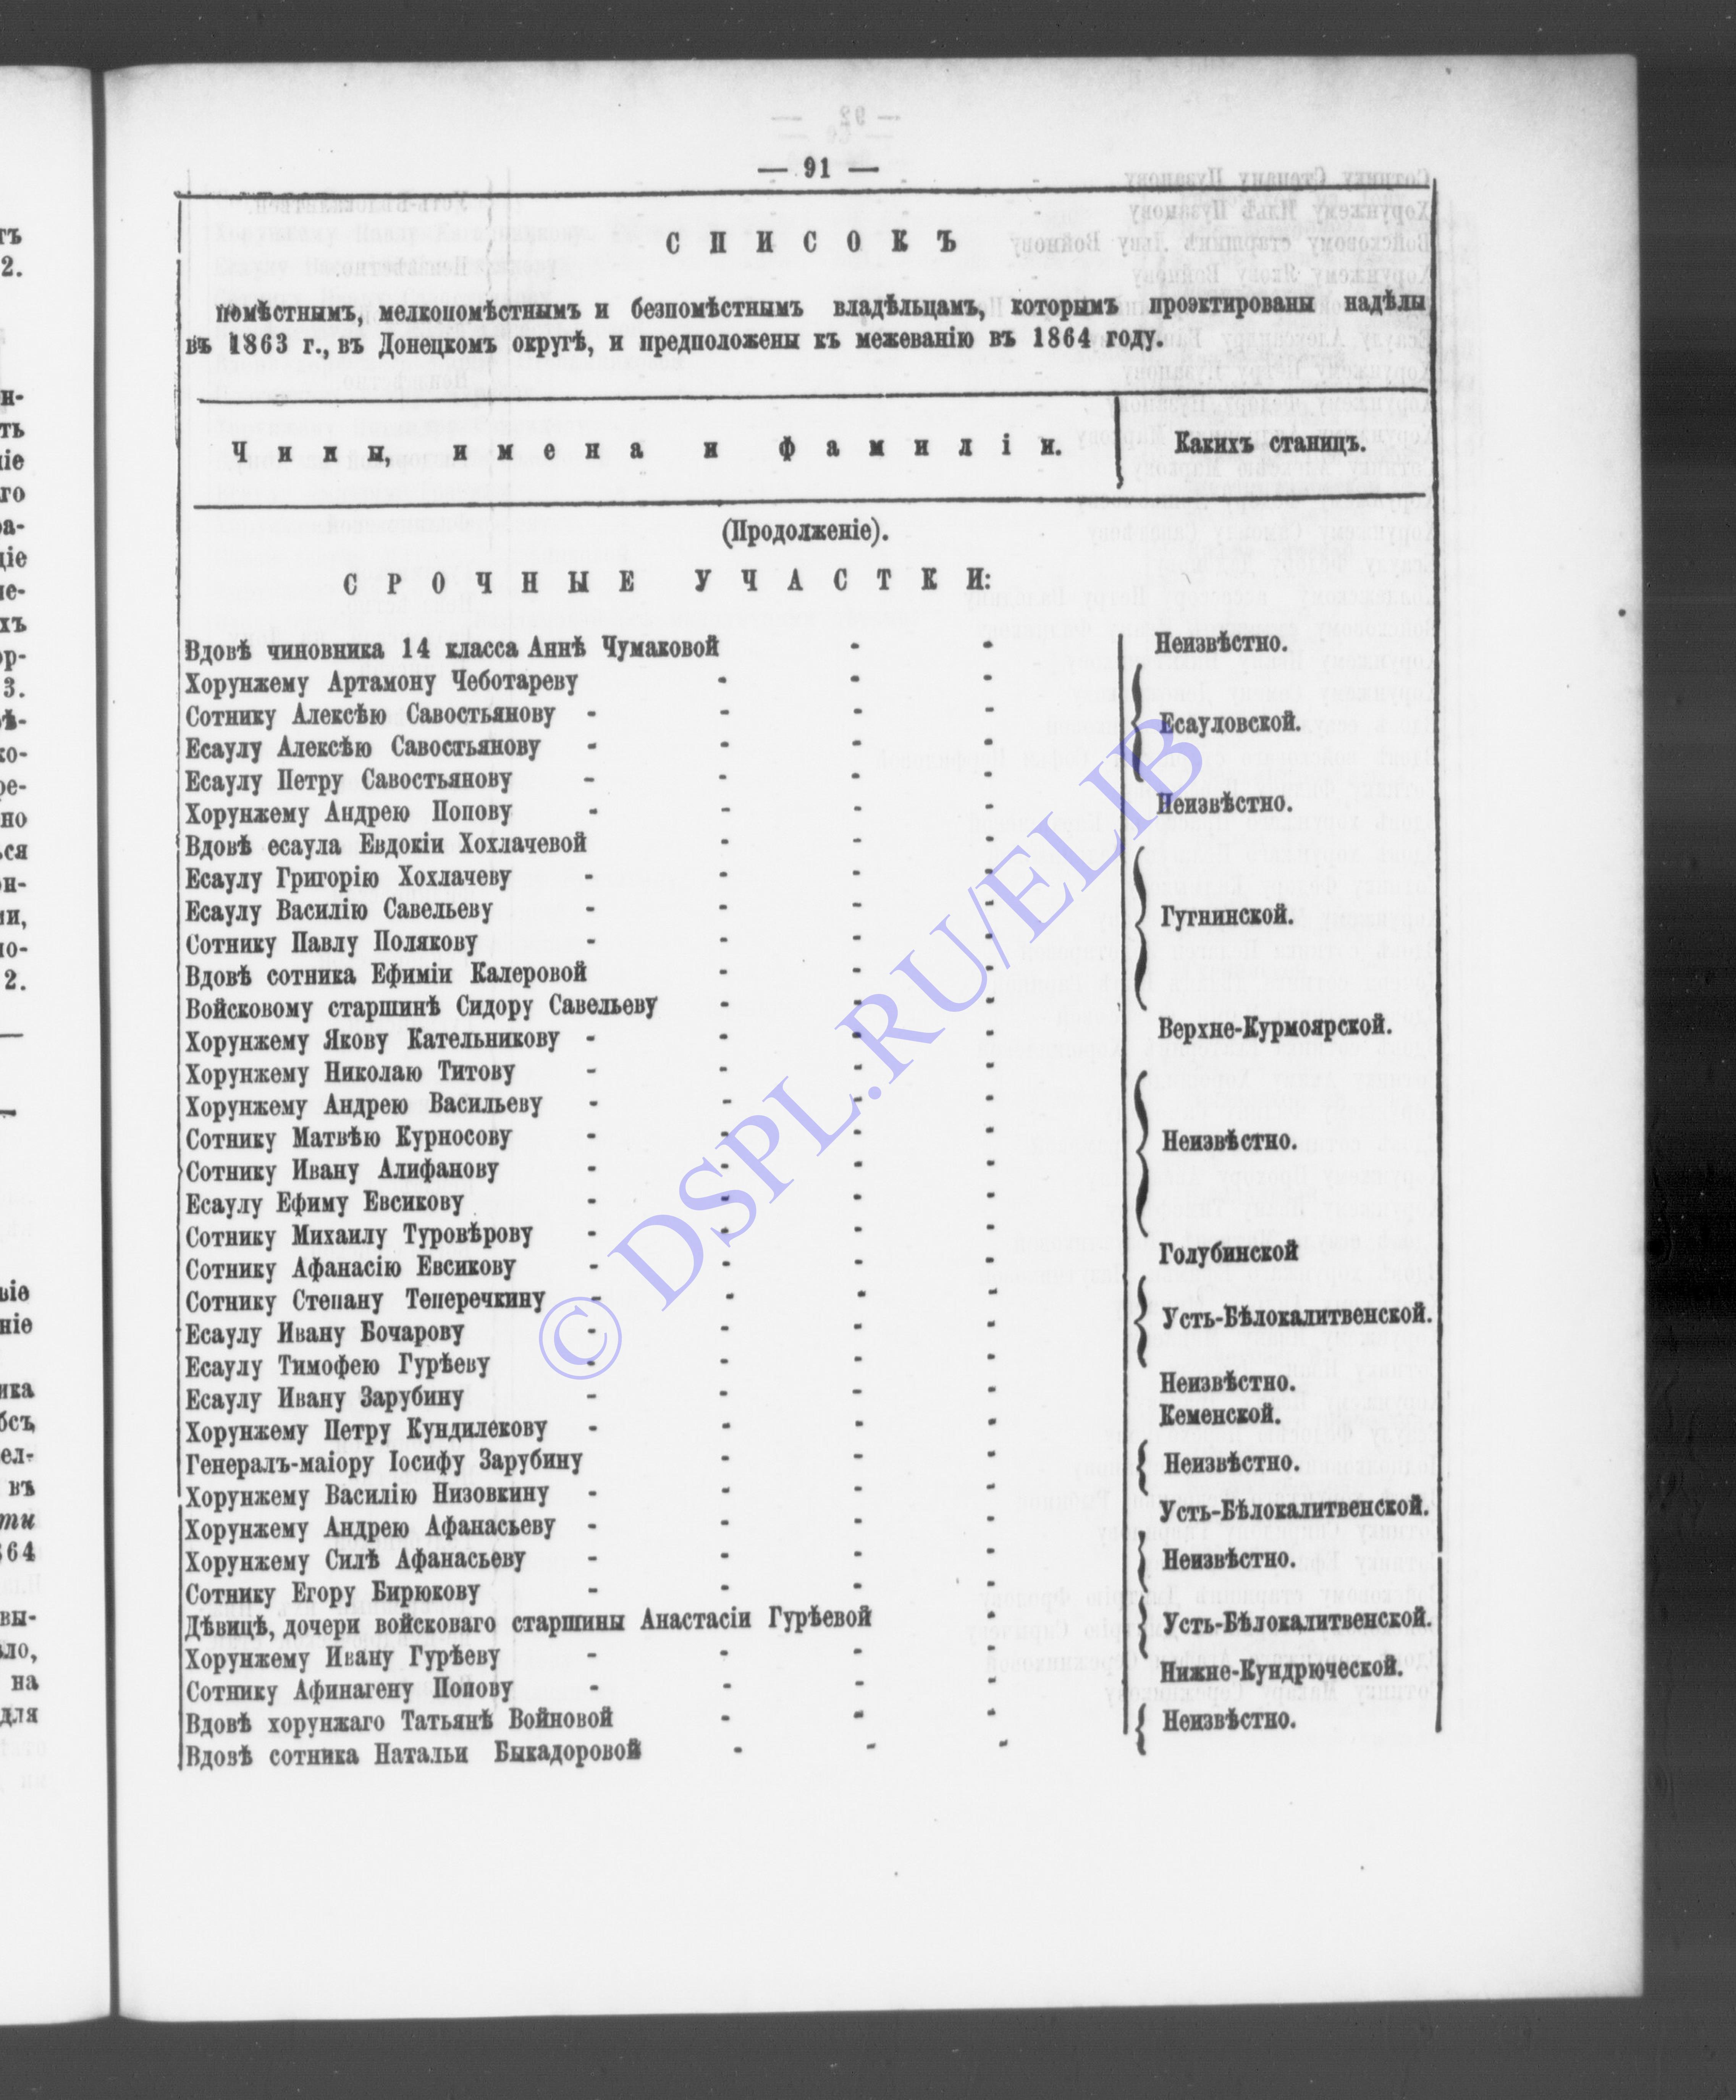 — 91 —
СПИСОКЪ
помѣстнымъ, мелкопомѣстнымъ и безпомѣстнымъ владѣльцамъ, которымъ проэктированы надѣлы
въ 1863 г., въ Донецкомъ округѣ, и предположены къ межеванію въ 1864 году.
Чины, имена и фамиліи. Какихъ станицъ.
(Продолженіе).
СРОЧНЫЕ УЧАСТКИ:
Вдовѣ чиновника 14 класса Аннѣ Чумаковой - - Неизвѣстно.
Хорунжему Артамону Чеботареву - - -
Сотнику Алексѣю Савостьянову - - - - Есауловской.
Есаулу Алексѣю Савостьянову - - - -
Есаулу Петру Савостьянову - - - -
Хорунжему Андрею Попову - - - - Неизвѣстно.
Вдовѣ есаула Евдокіи Хохлачевой - - -
Есаулу Григорію Хохлачеву - - - -
Есаулу Василію Савельеву - - - - Гугнинской.
Сотнику Павлу Полякову - - - -
Вдовѣ сотника Ефиміи Калеровой - - -
Войсковому старшинѣ Сидору Савельеву - - -
Хорунжему Якову Кательникову - - - - Верхне-Курмоярской.
Хорунжему Николаю Титову - - - -
Хорунжему Андрею Васильеву - - - -
Сотнику Матвѣю Курносову - - - - Неизвѣстно.
Сотнику Ивану Алифанову - - - -
Есаулу Ефиму Евсикову - - - -
Сотнику Михаилу Туровѣрову - - - -
Сотнику Афанасію Евсикову - - - - Голубинской
Сотнику Степану Теперечкину - - - -
Есаулу Ивану Бочарову - - - - Усть-Бѣлокалитвенской.
Есаулу Тимофею Гурѣеву - - - -
Есаулу Ивану Зарубину - - - - Неизвѣстно.
Хорунжему Петру Кундилекову - - - - Кеменской.
Генералъ-маіору Іосифу Зарубину - - - Неизвѣстно.
Хорунжему Василію Низовкину - - - -
Хорунжему Андрею Афанасьеву - - - - Усть-Бѣлокалитвенской.
Хорунжему Силѣ Афанасьеву - - - - Неизвѣстно.
Сотнику Егору Бирюкову - - - -
Дѣвицѣ, дочери войсковаго старшины Анастасіи Гурѣевой - Усть-Бѣлокалитвенской.
Хорунжему Ивану Гурѣеву - - - -
Сотнику Афинагену Попову - - - - Нижне-Кундрюческой.
Вдовѣ хорунжаго Татьянѣ Войновой - - - Неизвѣстно.
Вдовѣ сотника Натальи Быкадоровой - - -
© DSPL.RU/ELIB